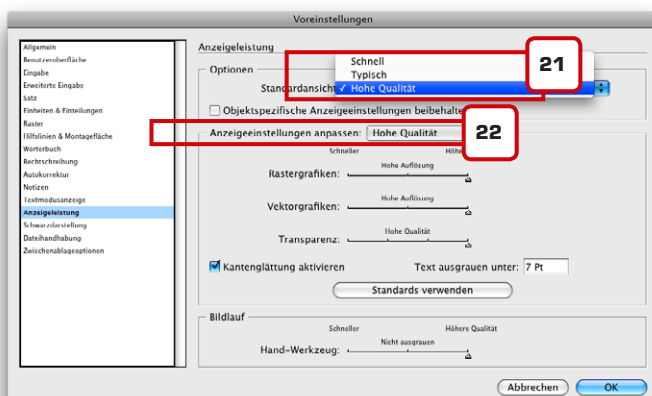 Voreinstellungen
Allgemein
Benutzeroberfläche
Eingabe
Erweiterte Eingabe
Satz
Einheiten & Einteilungen
Raster
Hilfslinien & Montagefläche
Wörterbuch
Rechtschreibung
Autokorrektur
Notizen
Textmodusanzeige
Anzeigeleistung
Schwarzdarstellung
Dateihandhabung
Zwischenablageoptionen
Anzeigeleistung
Optionen
Schnell
Typisch
Standardansicht
✓ Hohe Qualität
21
Objektspezifische Anzeigeeinstellungen beibehalte
Anzeigeeinstellungen anpassen: Hohe Qualität
22
Schneller Höhe
Hohe Auflösung
Rastergrafiken:
Hohe Auflösung
Vektorgrafiken:
Hohe Qualität
Transparenz:
Kantenglättung aktivieren Text ausgrauen unter: 7 Pt
Standards verwenden
Bildlauf
Schneller Höhere Qualität
Nicht ausgrauen
Hand-Werkzeug:
Abbrechen OK